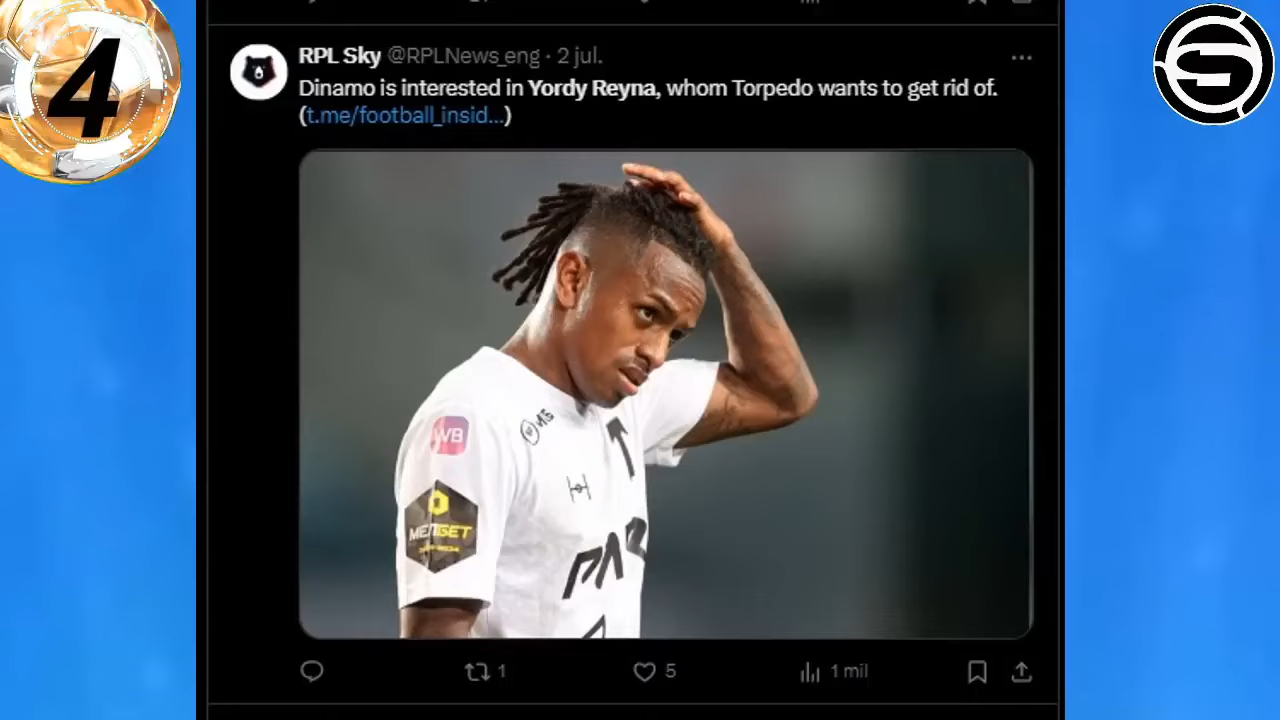 4
RPL Sky @RPLNews_eng · 2 jul.
Dinamo is interested in Yordy Reyna, whom Torpedo wants to get rid of.
(t.me/football_insid...)
WB
1
5
1 mil